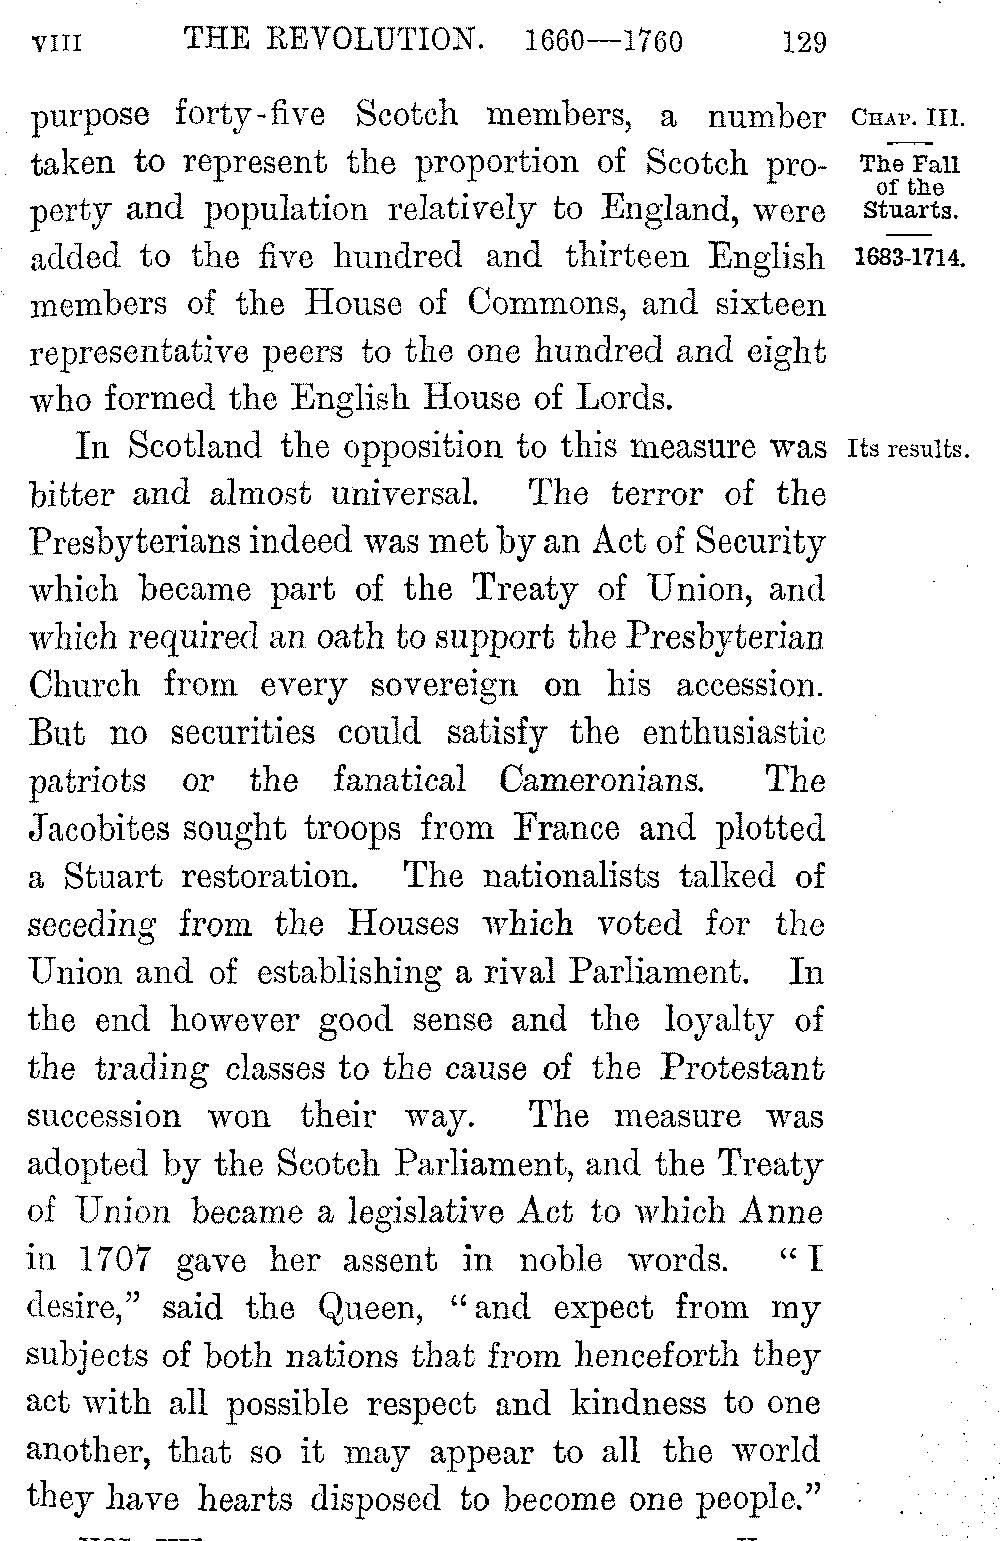 VIII THE REVOLUTION. 1660—1760 129
purpose forty-five Scotch members, a number
taken to represent the proportion of Scotch pro-
perty and population relatively to England, were
added to the five hundred and thirteen English
members of the House of Commons, and sixteen
representative peers to the one hundred and eight
who formed the English House of Lords.
CHAP. III.
The Fall
of the
Stuarts.
1683-1714.
In Scotland the opposition to this measure was
bitter and almost universal. The terror of the
Presbyterians indeed was met by an Act of Security
which became part of the Treaty of Union, and
which required an oath to support the Presbyterian
Church from every sovereign on his accession.
But no securities could satisfy the enthusiastic
patriots or the fanatical Cameronians. The
Jacobites sought troops from France and plotted
a Stuart restoration. The nationalists talked of
seceding from the Houses which voted for the
Union and of establishing a rival Parliament. In
the end however good sense and the loyalty of
the trading classes to the cause of the Protestant
succession won their way. The measure was
adopted by the Scotch Parliament, and the Treaty
of Union became a legislative Act to which Anne
in 1707 gave her assent in noble words. “I
desire,” said the Queen, “and expect from my
subjects of both nations that from henceforth they
act with all possible respect and kindness to one
another, that so it may appear to all the world
they have hearts disposed to become one people.”
Its results.